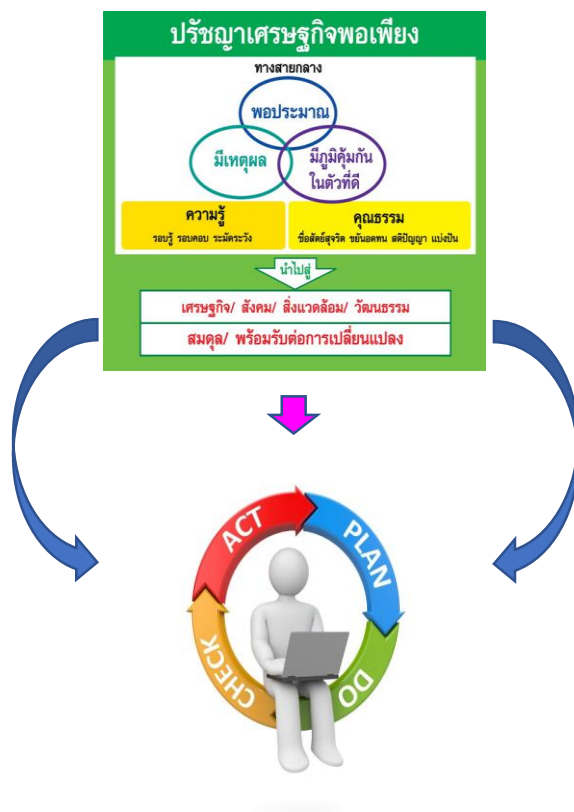 ปรัชญาเศรษฐกิจพอเพียง
ทางสายกลาง
พอประมาณ
มีเหตุผล
มีภูมิคุ้มกัน
ในตัวที่ดี
ความรู้
รอบรู้ รอบคอบ ระมัดระวัง
คุณธรรม
ซื่อสัตย์สุจริต ขยันอดทน สติปัญญา แบ่งปัน
นำไปสู่
เศรษฐกิจ/ สังคม/ สิ่งแวดล้อม/ วัฒนธรรม
สมดุล/ พร้อมรับต่อการเปลี่ยนแปลง
ACT
PLAN
CHECK
DO